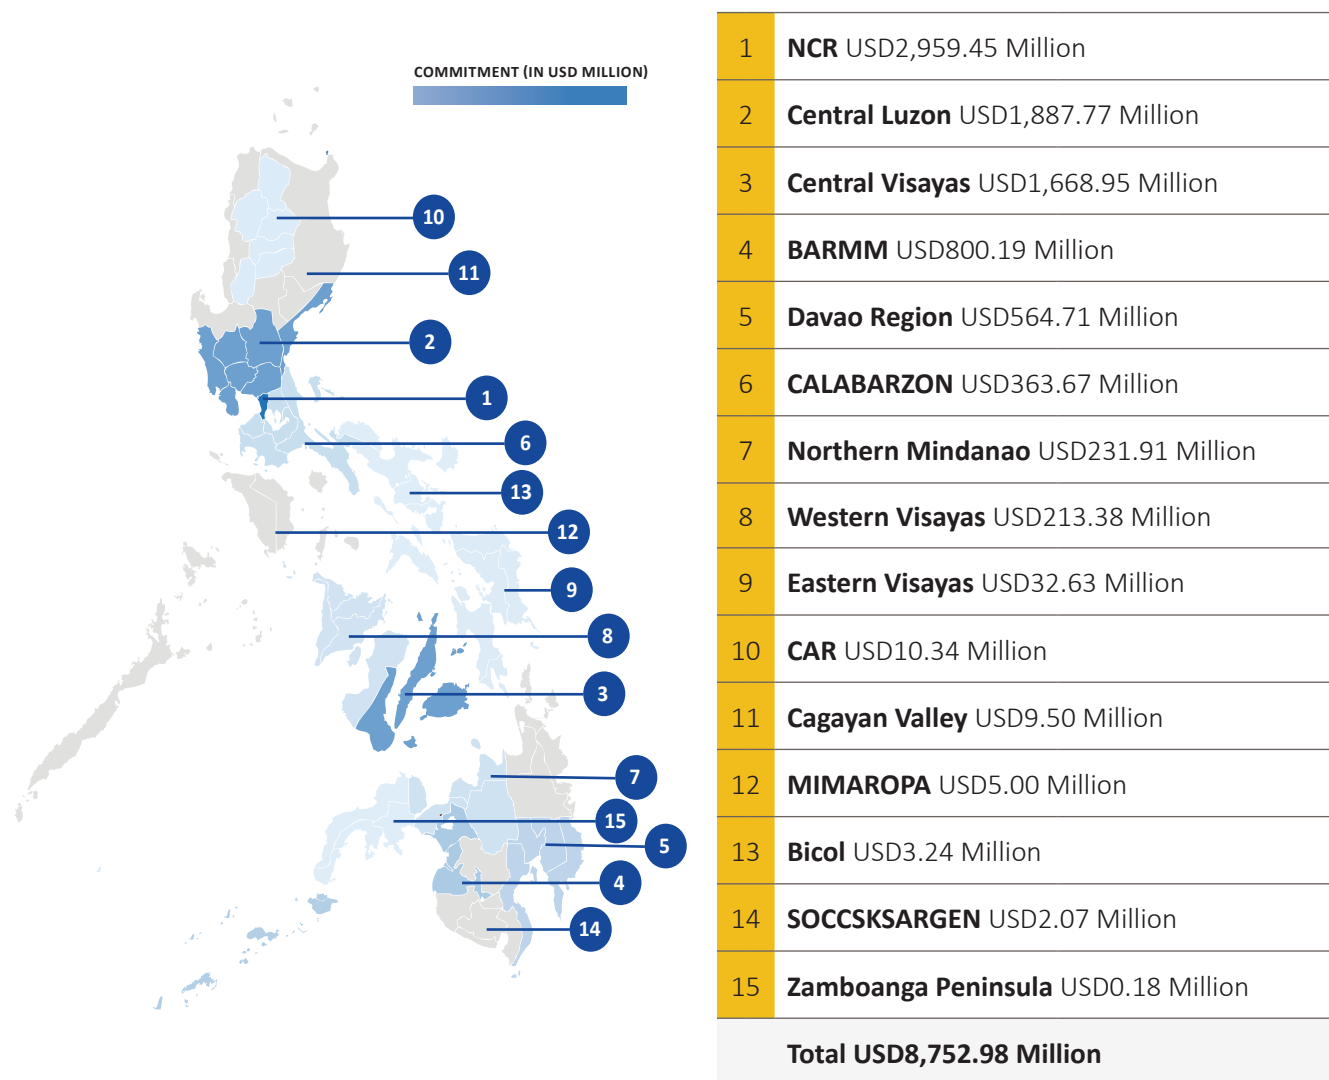 COMMITMENT (IN USD MILLION)
10
11
2
1
6
13
12
9
8
3
7
15
5
4
14
1 NCR USD2,959.45 Million
2 Central Luzon USD1,887.77 Million
3 Central Visayas USD1,668.95 Million
4 BARMM USD800.19 Million
5 Davao Region USD564.71 Million
6 CALABARZON USD363.67 Million
7 Northern Mindanao USD231.91 Million
8 Western Visayas USD213.38 Million
9 Eastern Visayas USD32.63 Million
10 CAR USD10.34 Million
11 Cagayan Valley USD9.50 Million
12 MIMAROPA USD5.00 Million
13 Bicol USD3.24 Million
14 SOCCSKSARGEN USD2.07 Million
15 Zamboanga Peninsula USD0.18 Million
Total USD8,752.98 Million